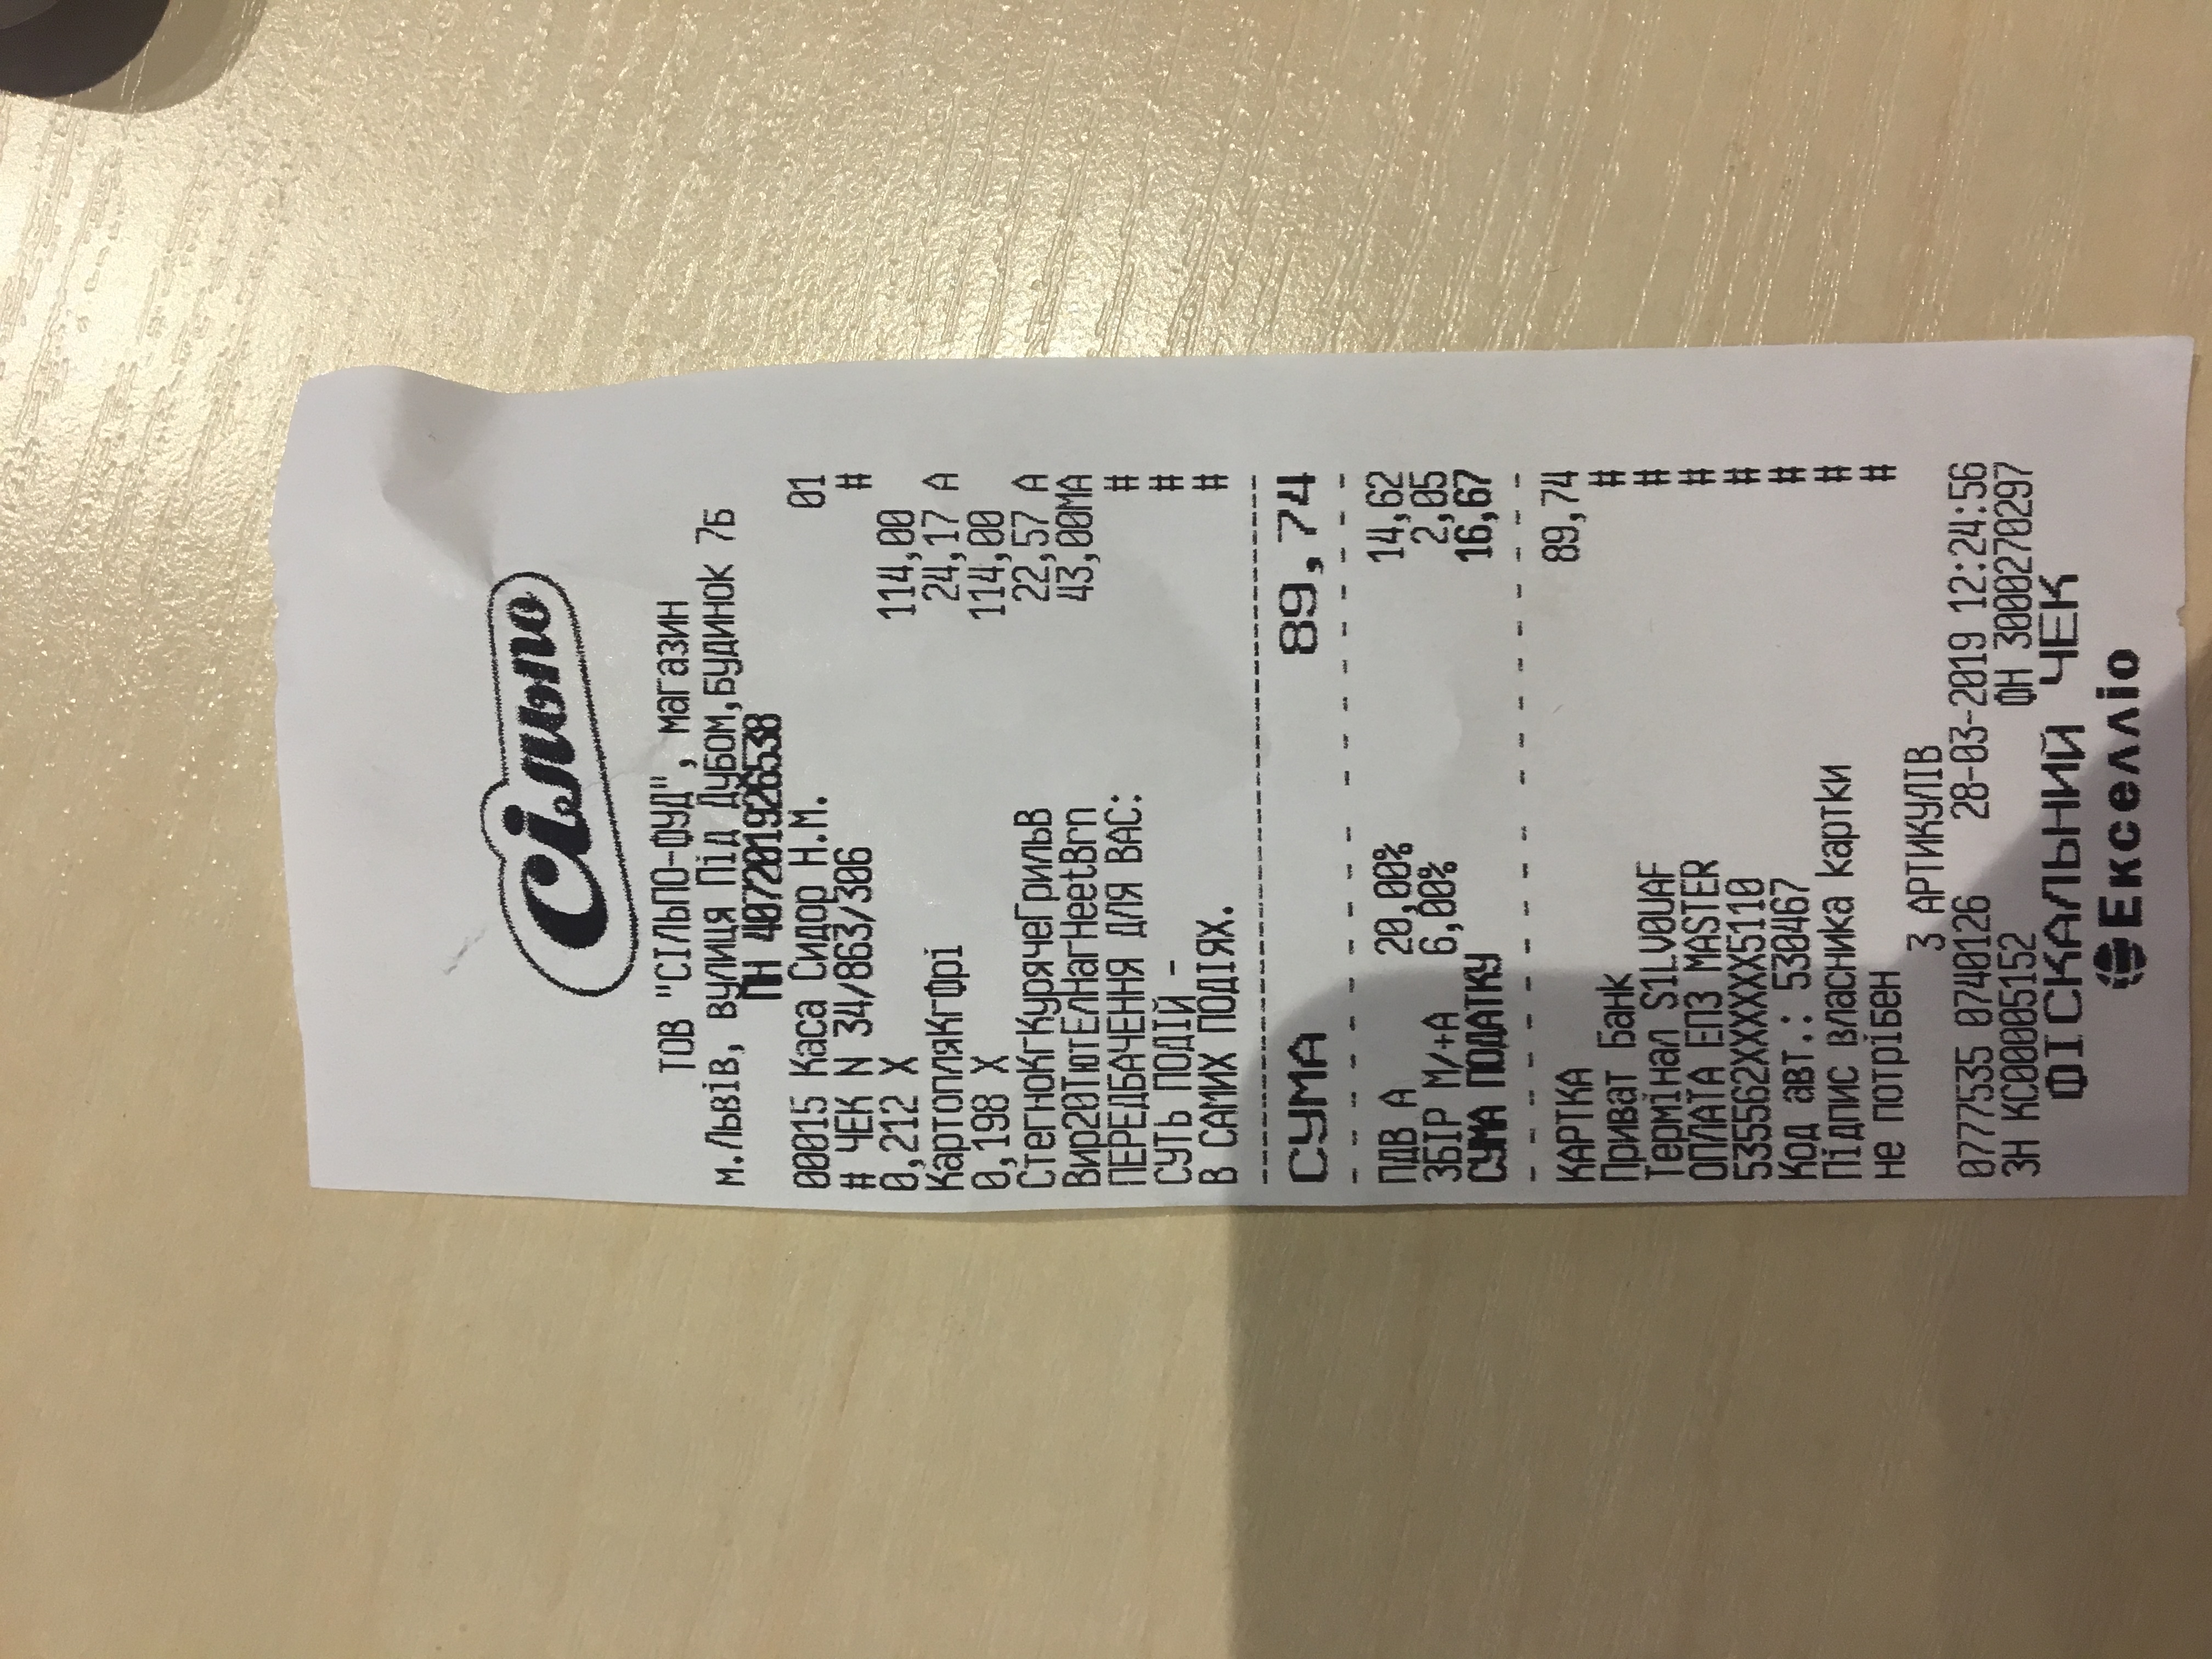 Сільпо
ТОВ "СІЛЬПО-ФУД", магазин
м.Львів, вулиця Під Дубом,будинок 7б
ПН 407201926538
00015 Каса Сидор Н.М. 01
# ЧЕК N 34/863/306 #
0,212 X 114,00
КартопляКгФрі 24,17 А
0,198 X 114,00
СтегноКгКурячеГрильВ 22,57 А
Вир20ТютЕлНагHeetBrn 43,00МА
ПЕРЕДБАЧЕННЯ ДЛЯ ВАС: #
СУТЬ ПОДІЙ - #
В САМИХ ПОДІЯХ. #
СУМА 89,74
ПДВ А 20,00% 14,62
ЗБІР М/+А 6,00% 2,05
СУМА ПОДАТКУ 16,67
КАРТКА 89,74
Приват Банк #
Термінал S1LV0UAF #
ОПЛАТА ЕПЗ MASTER #
535562XXXXXX5110 #
Код авт.: 530467 #
Підпис власника картки #
не потрібен #
3 АРТИКУЛІВ
0777535 0740126 28-03-2019 12:24:56
ЗН КС00005152 ФН 3000270297
ФІСКАЛЬНИЙ ЧЕК
Екселліо